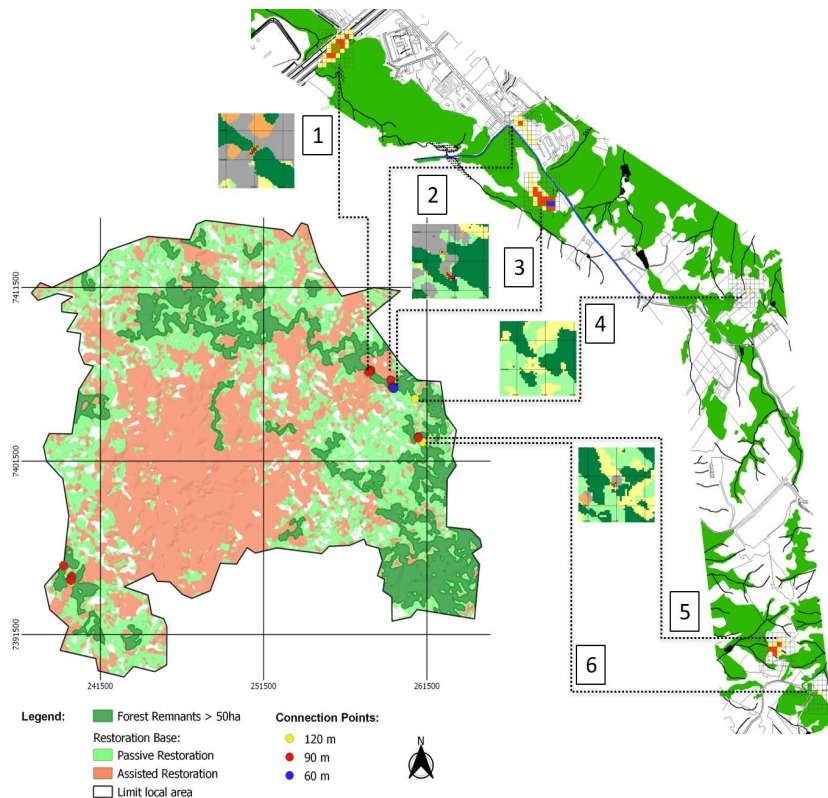 1
2
3
4
5
6
7411500
7401500
7391500
241500
251500
261500
Legend:
Forest Remnants > 50ha
Restoration Base:
Passive Restoration
Assisted Restoration
Limit local area
Connection Points:
120 m
90 m
60 m
N